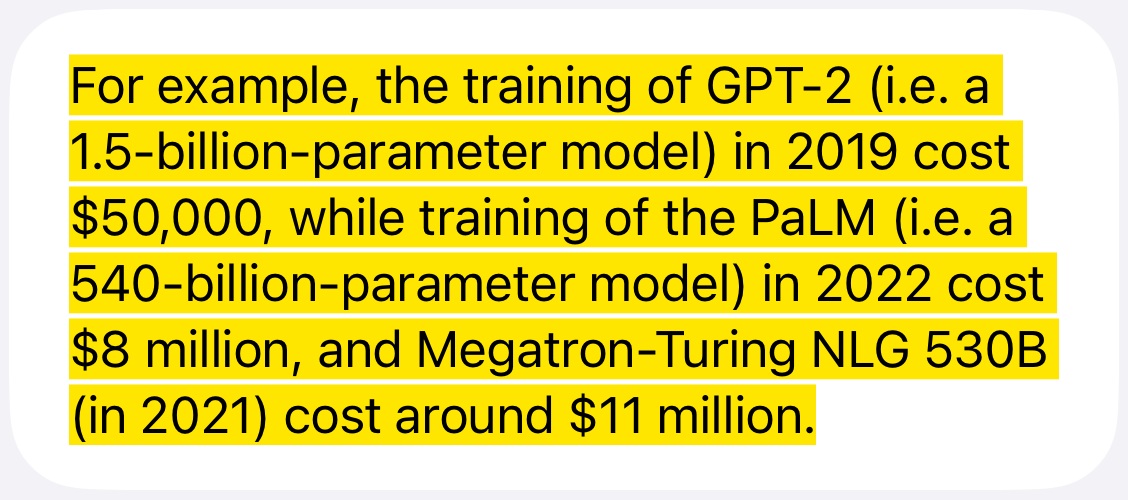 For example, the training of GPT-2 (i.e. a
1.5-billion-parameter model) in 2019 cost
$50,000, while training of the PaLM (i.e. a
540-billion-parameter model) in 2022 cost
$8 million, and Megatron-Turing NLG 530B
(in 2021) cost around $11 million.